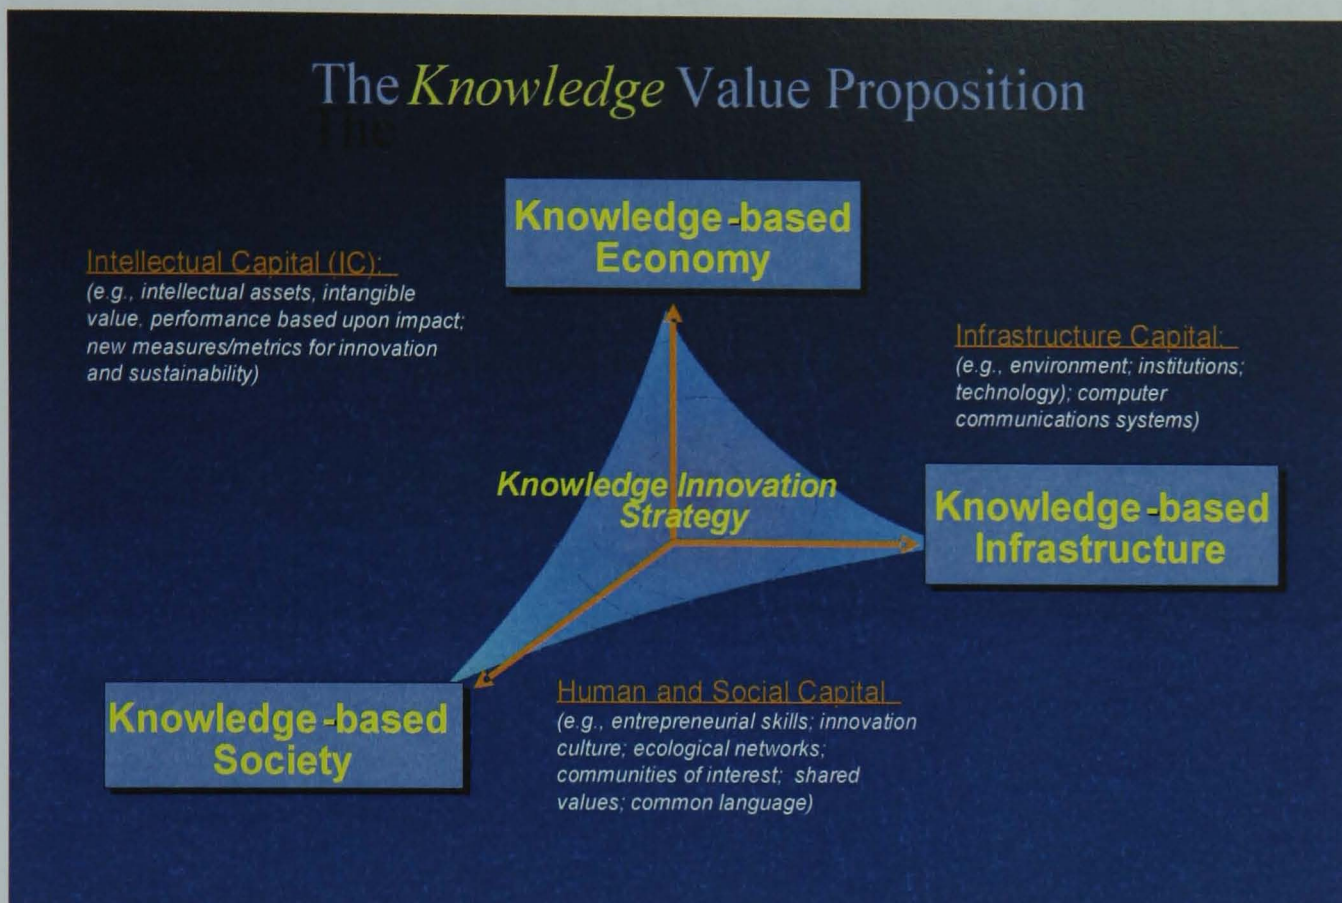 The Knowledge Value Proposition
The
Knowledge-based
Economy
Intellectual Capital (IC):
(e.g., intellectual assets, intangible
value, performance based upon impact;
new measures/metrics for innovation
and sustainability)
Infrastructure Capital:
(e.g., environment; institutions;
technology); computer
communications systems)
Knowledge Innovation
Strategy
Knowledge-based
Infrastructure
Knowledge-based
Society
Human and Social Capital
(e.g., entrepreneurial skills; innovation
culture; ecological networks;
communities of interest; shared
values; common language)